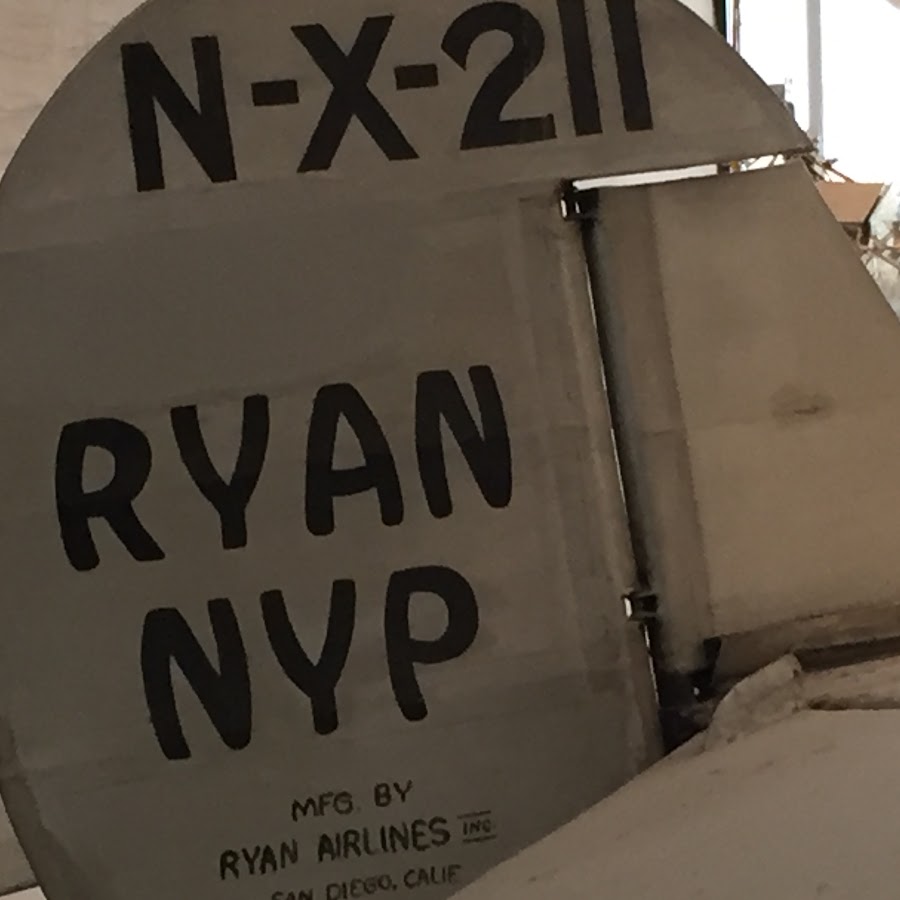 N-X-211
RYAN
NYP
MFG. BY
RYAN AIRLINES INC.
SAN DIEGO, CALIF